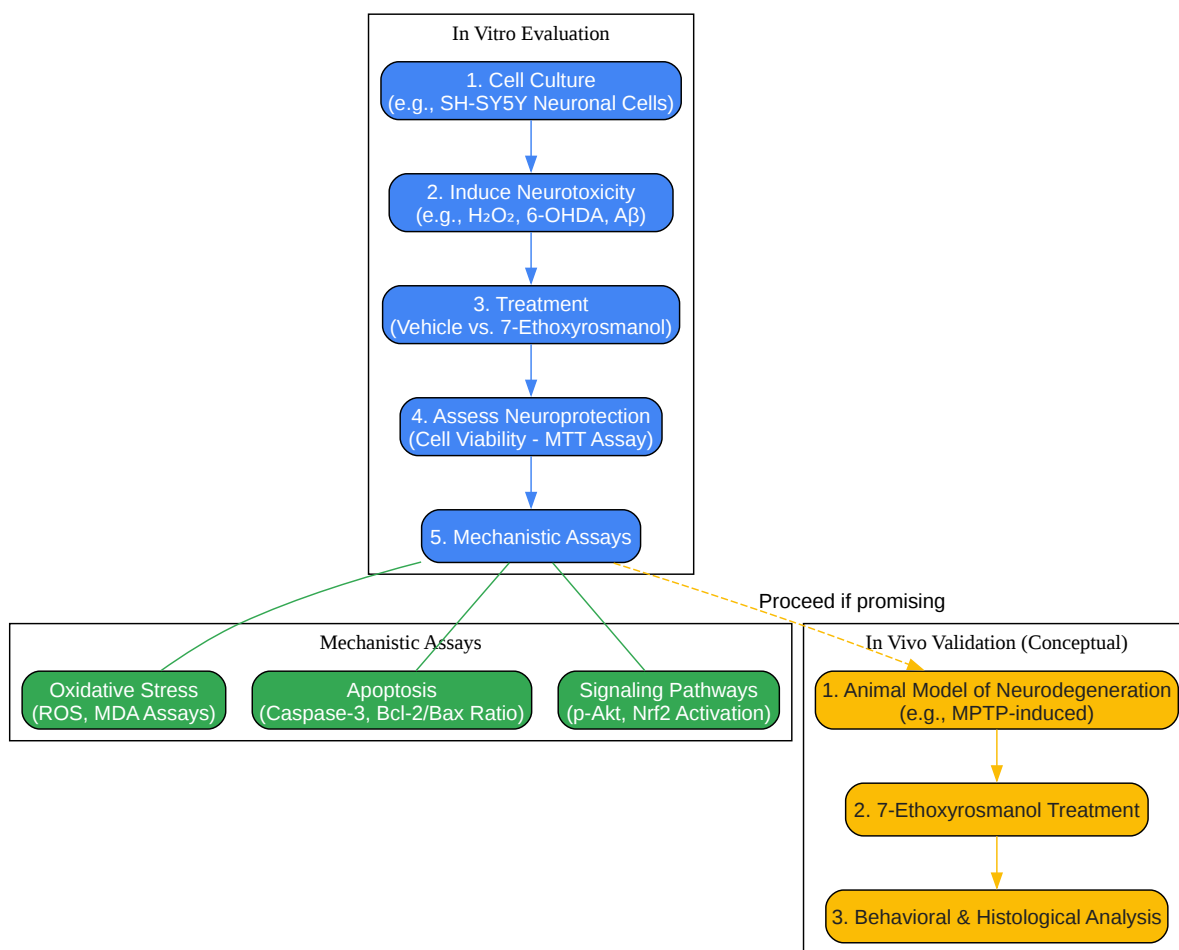 In Vitro Evaluation
1. Cell Culture
(e.g., SH-SY5Y Neuronal Cells)
2. Induce Neurotoxicity
(e.g., H₂O₂, 6-OHDA, Aβ)
3. Treatment
(Vehicle vs. 7-Ethoxyrosmanol)
4. Assess Neuroprotection
(Cell Viability - MTT Assay)
5. Mechanistic Assays
Proceed if promising
Mechanistic Assays
Oxidative Stress
(ROS, MDA Assays)
Apoptosis
(Caspase-3, Bcl-2/Bax Ratio)
Signaling Pathways
(p-Akt, Nrf2 Activation)
In Vivo Validation (Conceptual)
1. Animal Model of Neurodegeneration
(e.g., MPTP-induced)
2. 7-Ethoxyrosmanol Treatment
3. Behavioral & Histological Analysis